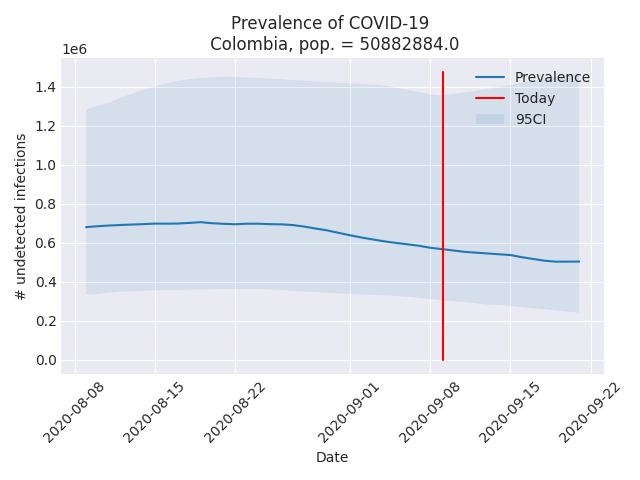 Prevalence of COVID-19
Colombia, pop. = 50882884.0
1e6
Prevalence
Today
95CI
1.4
1.2
1.0
0.8
0.6
0.4
0.2
0.0
# undetected infections
2020-08-08
2020-08-15
2020-08-22
2020-09-01
2020-09-08
2020-09-15
2020-09-22
Date